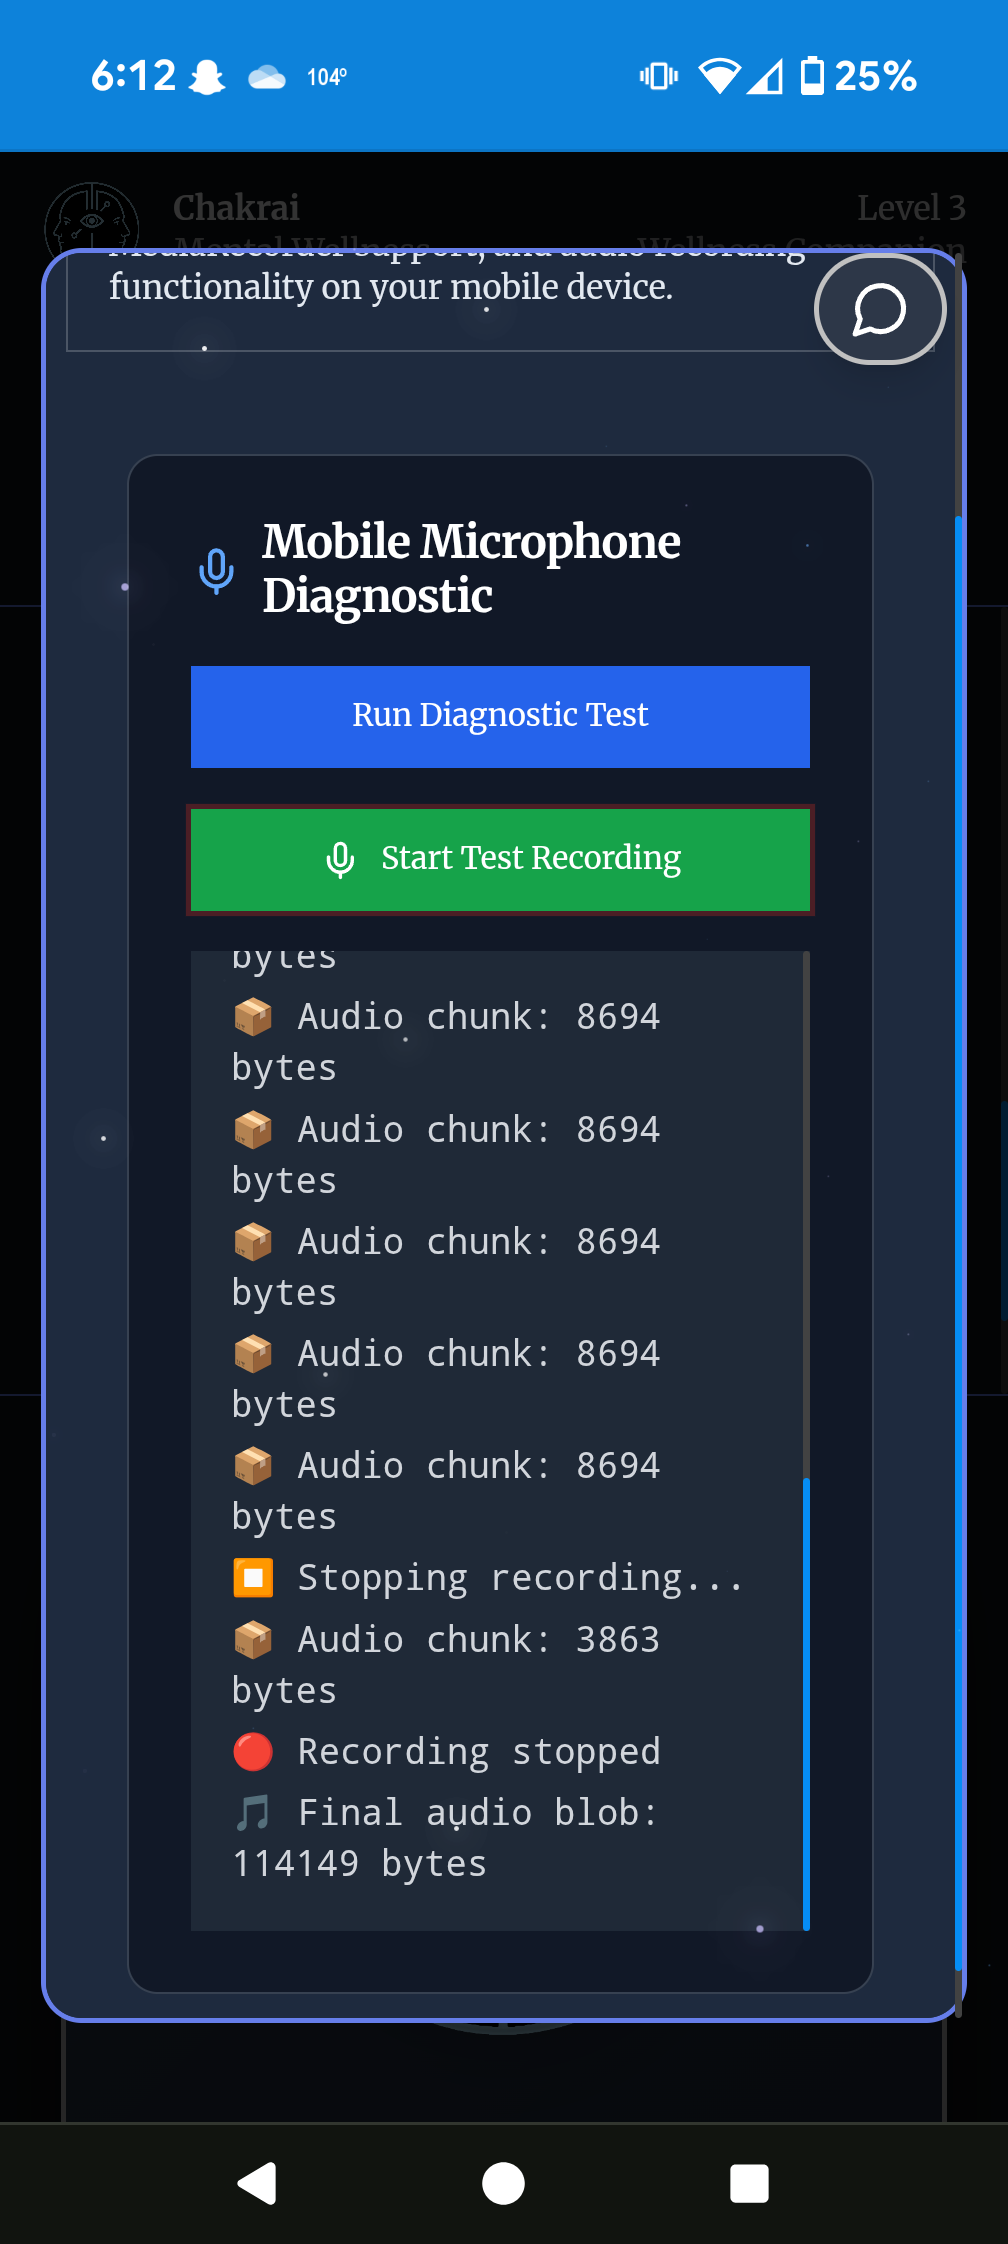 6:12 104° 25%
Chakrai Level 3
Mental Wellness Wellness Companion
MediaRecorder support, and audio recording
functionality on your mobile device.
Mobile Microphone
Diagnostic
Run Diagnostic Test
Start Test Recording
bytes
📦 Audio chunk: 8694
bytes
📦 Audio chunk: 8694
bytes
📦 Audio chunk: 8694
bytes
📦 Audio chunk: 8694
bytes
📦 Audio chunk: 8694
bytes
⏹️ Stopping recording...
📦 Audio chunk: 3863
bytes
🔴 Recording stopped
🎵 Final audio blob:
114149 bytes